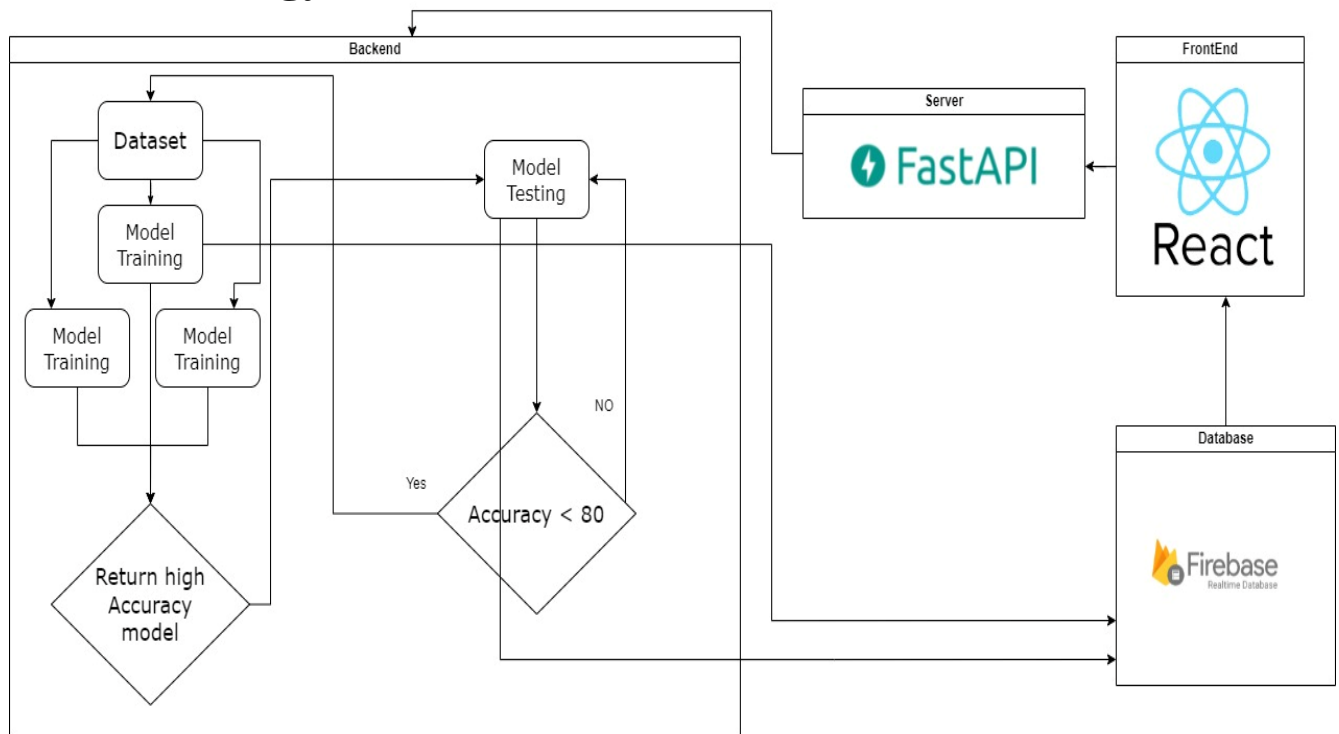 Backend
Dataset
Model
Training
Model
Training
Model
Training
Return high
Accuracy
model
Model
Testing
NO
Yes
Accuracy < 80
Server
FastAPI
FrontEnd
React
Database
Firebase
Realtime Database